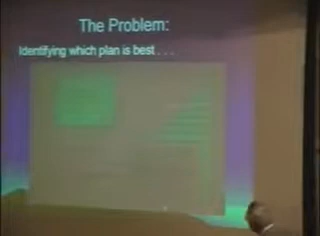 The Problem:
Identifying which plan is best . . .